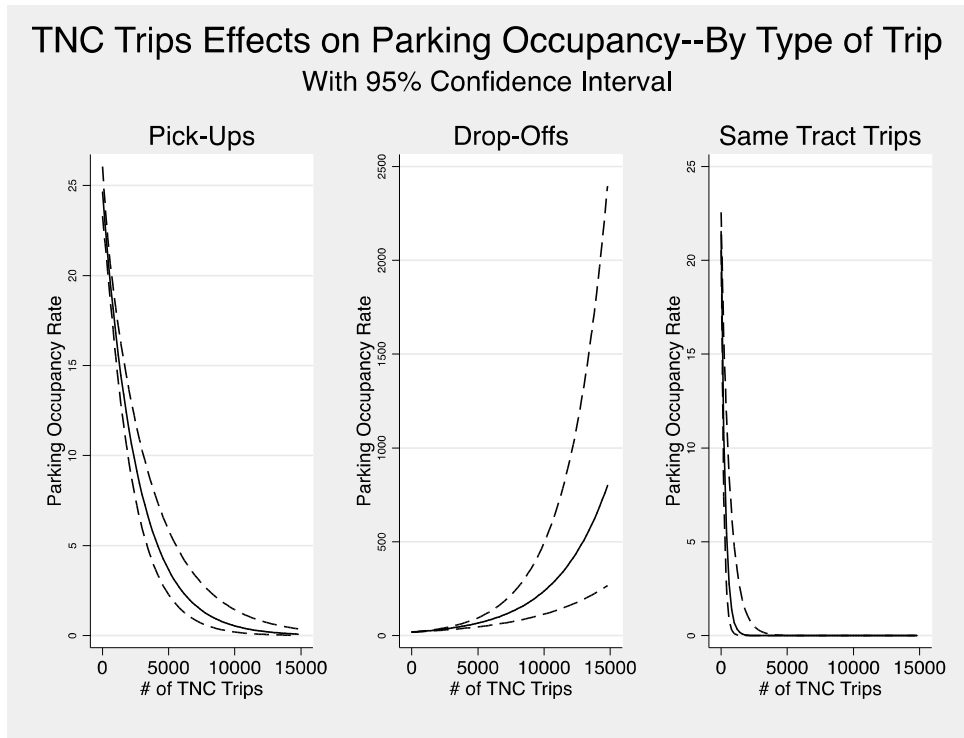 TNC Trips Effects on Parking Occupancy--By Type of Trip
With 95% Confidence Interval
Pick-Ups
Parking Occupancy Rate
25
20
15
10
5
0
0 5000 10000 15000
# of TNC Trips
Drop-Offs
Parking Occupancy Rate
2500
2000
1500
1000
500
0
0 5000 10000 15000
# of TNC Trips
Same Tract Trips
Parking Occupancy Rate
25
20
15
10
5
0
0 5000 10000 15000
# of TNC Trips